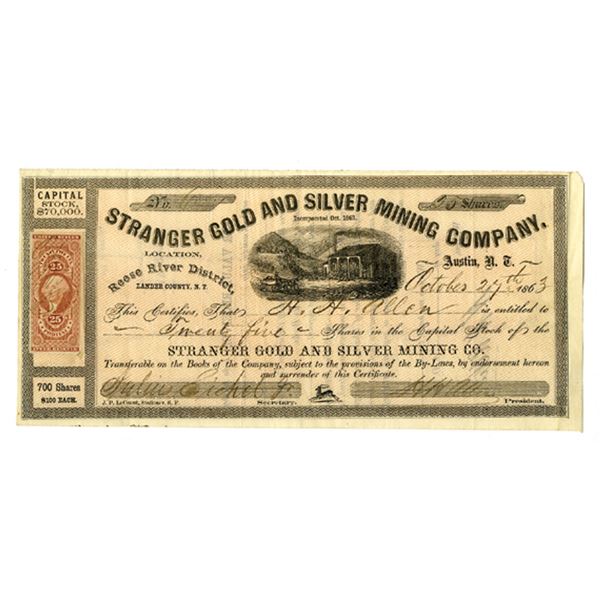 CAPITAL
STOCK,
$70,000.
No.
25 Shares.
STRANGER GOLD AND SILVER MINING COMPANY.
Incorporated Oct. 1863.
LOCATION,
Reese River District,
LANDER COUNTY, N. T.
Austin, N. T.
October 27th 1863
25
25
This Certifies, That H. H. Allen is entitled to
Twenty five Shares in the Capital Stock of the
STRANGER GOLD AND SILVER MINING CO.
Transferable on the Books of the Company, subject to the provisions of the By-Laws, by endorsement hereon
and surrender of this Certificate.
700 Shares
$100 EACH.
J. P. LeCount, Stationer, S. F.
Secretary.
President.